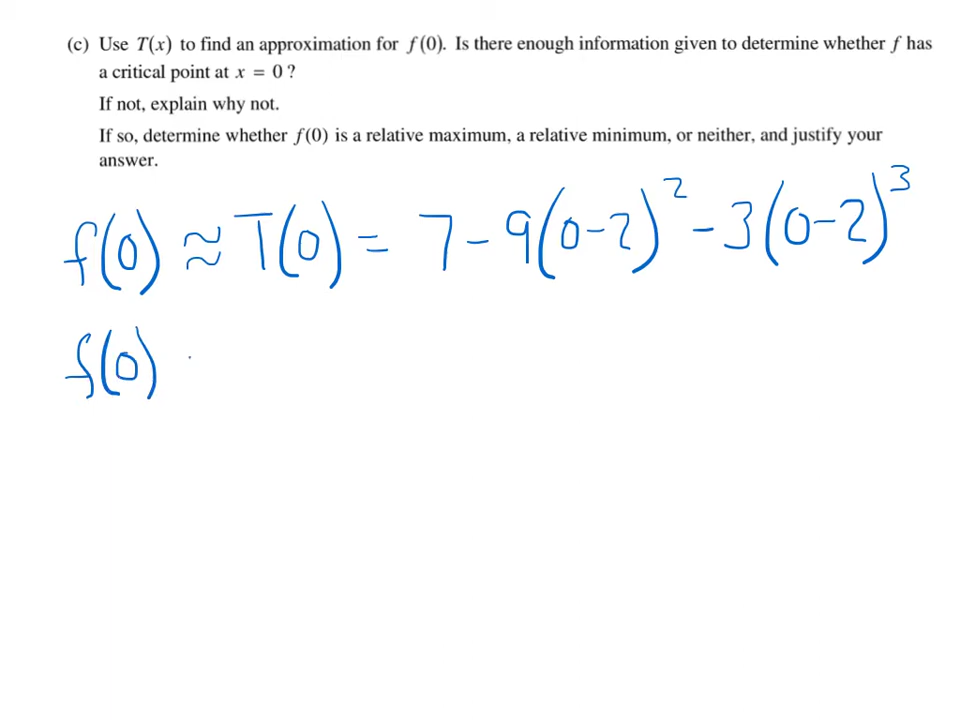 (c) Use T(x) to find an approximation for f(0). Is there enough information given to determine whether f has
a critical point at x = 0 ?
If not, explain why not.
If so, determine whether f(0) is a relative maximum, a relative minimum, or neither, and justify your
answer.
f(0) ≈ T(0) = 7 - 9(0-2)² - 3(0-2)³
f(0)